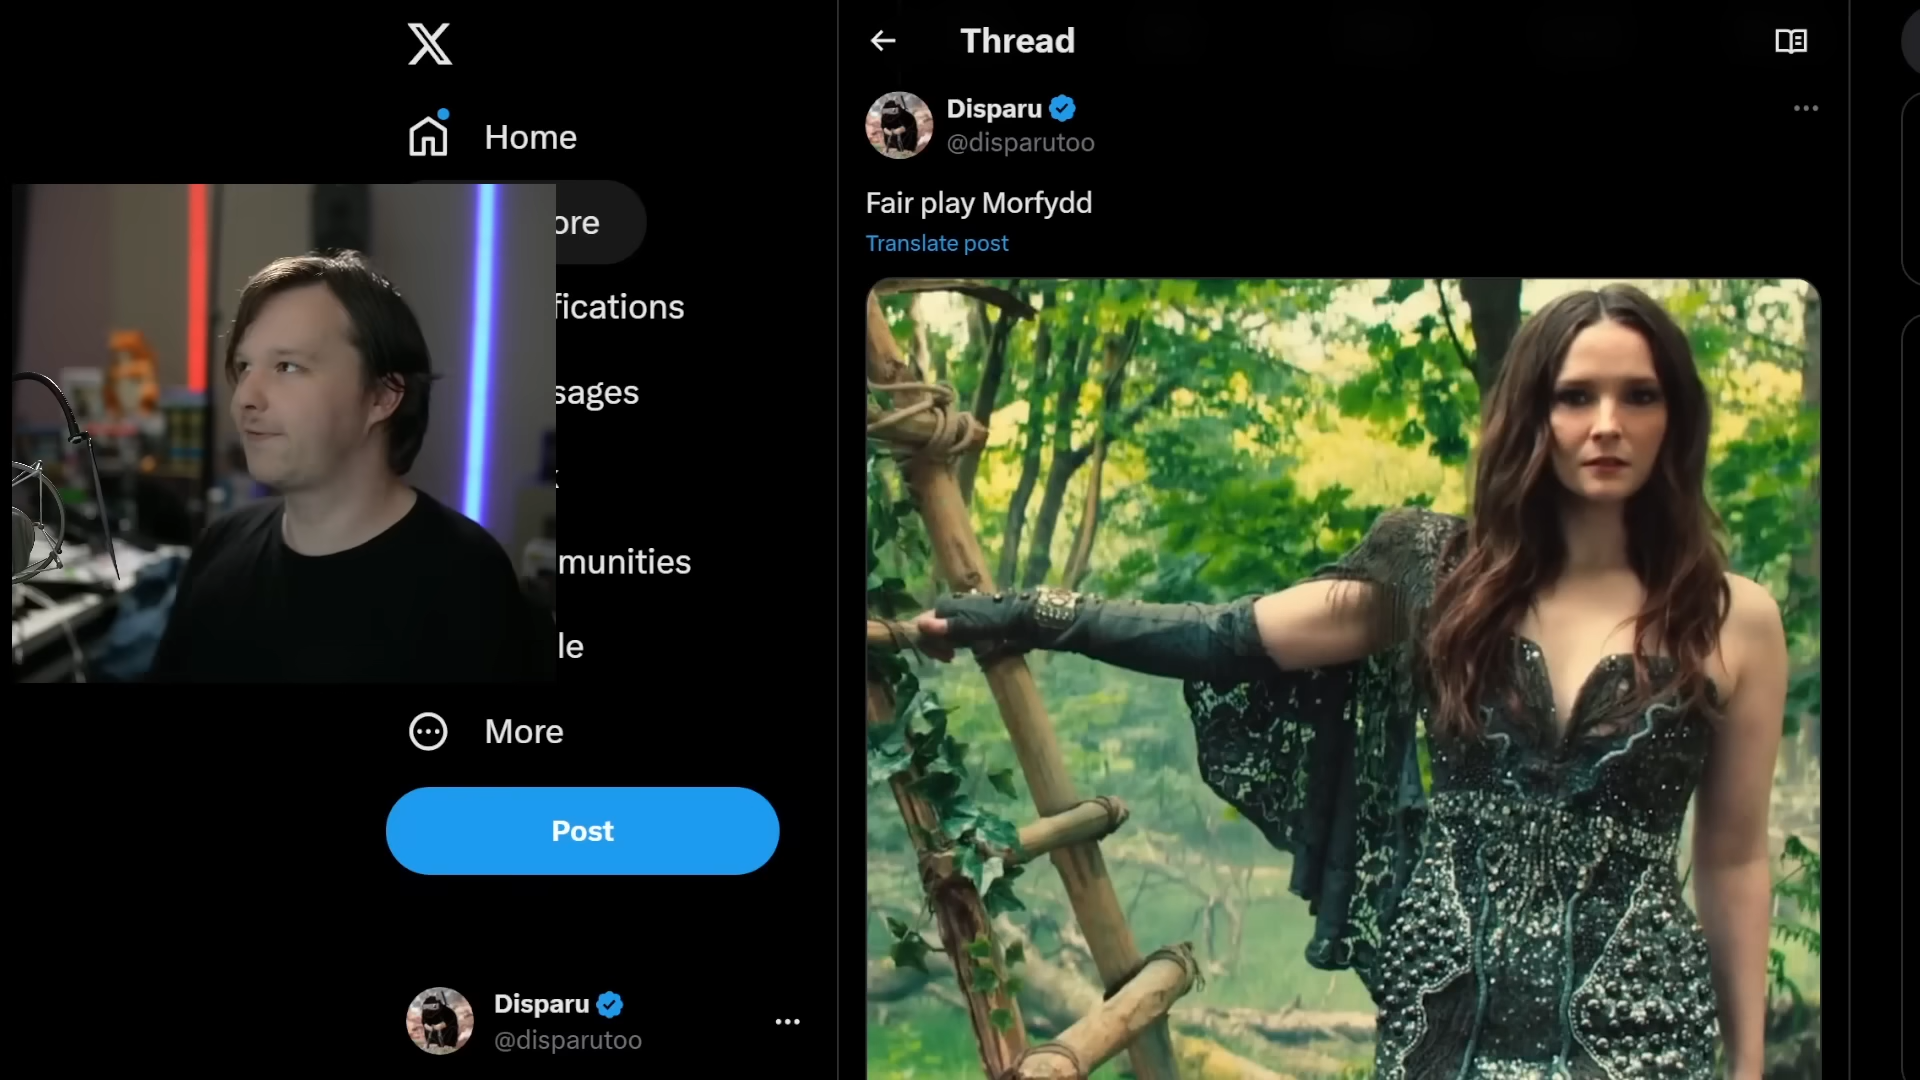 Home
ore
fications
sages
munities
le
More
Post
Disparu
@disparutoo
Thread
Disparu
@disparutoo
Fair play Morfydd
Translate post